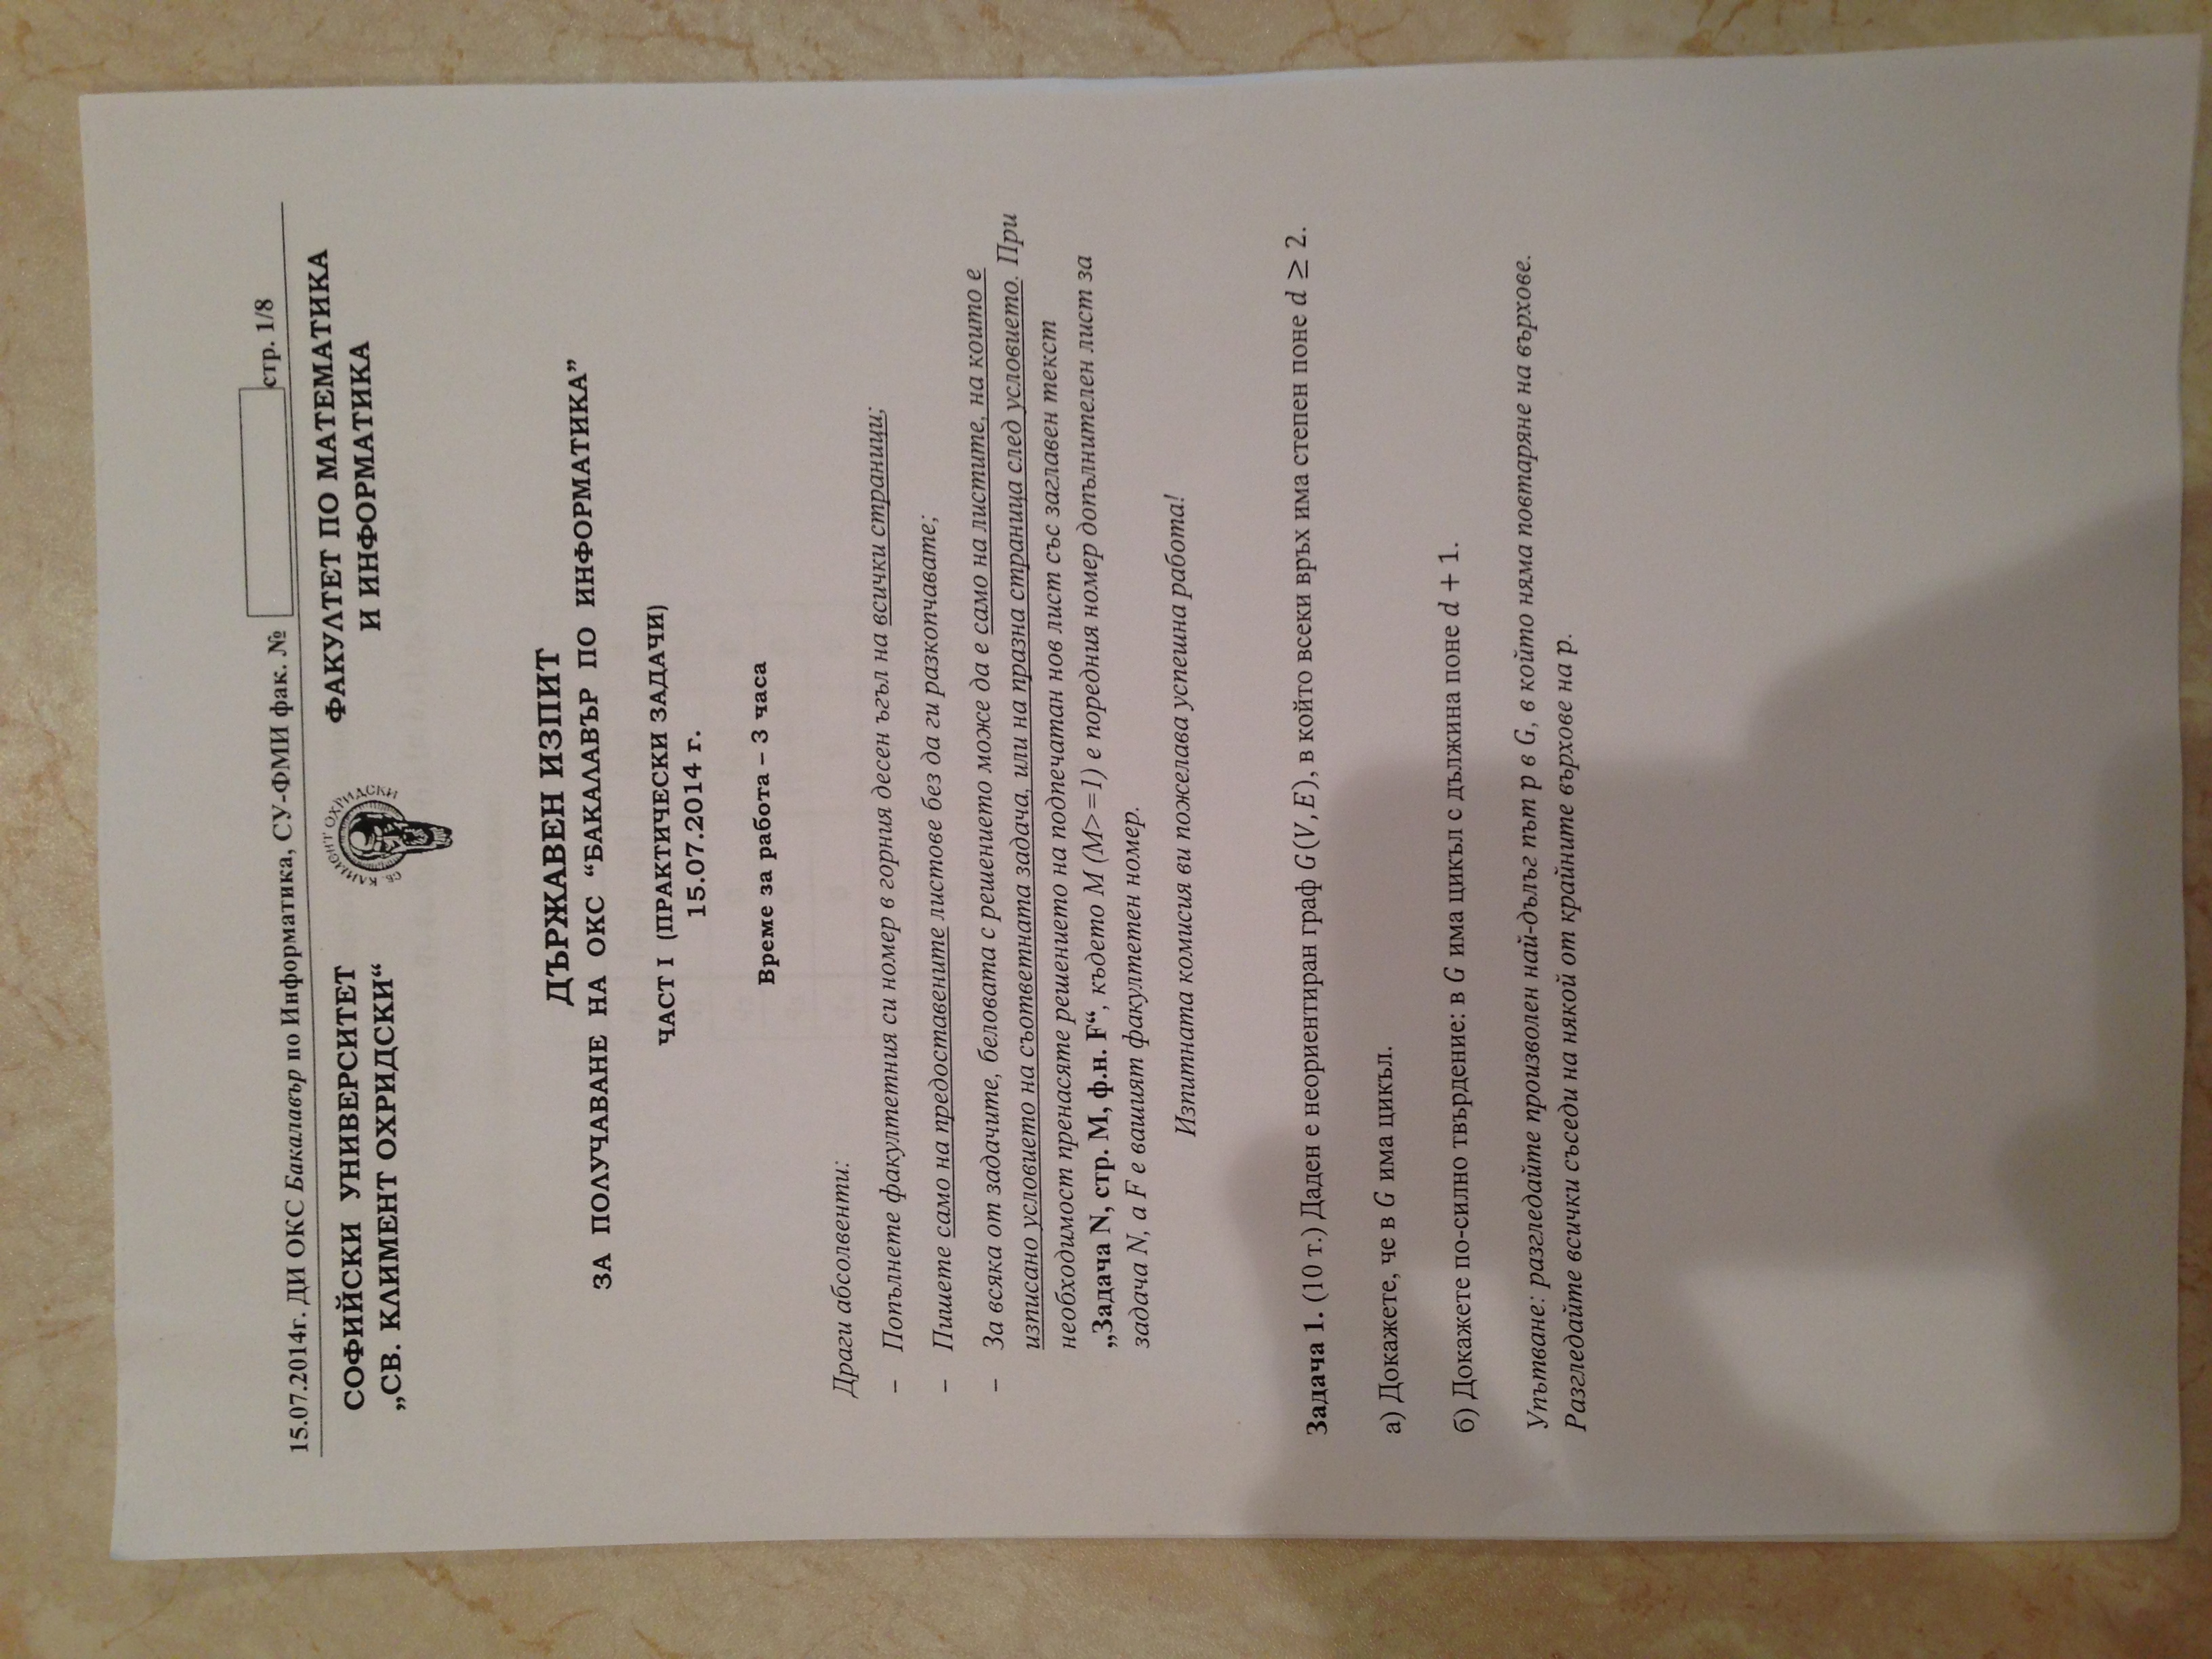 15.07.2014г. ДИ ОКС Бакалавър по Информатика, СУ-ФМИ фак. № стр. 1/8
СОФИЙСКИ УНИВЕРСИТЕТ
„СВ. КЛИМЕНТ ОХРИДСКИ“
СВ. КЛИМЕНТ ОХРИДСКИ
ФАКУЛТЕТ ПО МАТЕМАТИКА
И ИНФОРМАТИКА
ДЪРЖАВЕН ИЗПИТ
ЗА ПОЛУЧАВАНЕ НА ОКС “БАКАЛАВЪР ПО ИНФОРМАТИКА”
ЧАСТ I (ПРАКТИЧЕСКИ ЗАДАЧИ)
15.07.2014 г.
Време за работа – 3 часа
Драги абсолвенти:
– Попълнете факултетния си номер в горния десен ъгъл на всички страници;
– Пишете само на предоставените листове без да ги разкопчавате;
– За всяка от задачите, беловата с решението може да е само на листите, на които е
изписано условието на съответната задача, или на празна страница след условието. При
необходимост пренасяте решението на подпечатан нов лист със заглавен текст
„Задача N, стр. M, ф.н. F“, където M (M>=1) е поредния номер допълнителен лист за
задача N, а F е вашият факултетен номер.
Изпитната комисия ви пожелава успешна работа!
Задача 1. (10 т.) Даден е неориентиран граф G(V, E), в който всеки връх има степен поне d ≥ 2.
а) Докажете, че в G има цикъл.
б) Докажете по-силно твърдение: в G има цикъл с дължина поне d + 1.
Упътване: разгледайте произволен най-дълъг път p в G, в който няма повтаряне на върхове.
Разгледайте всички съседи на някой от крайните върхове на p.